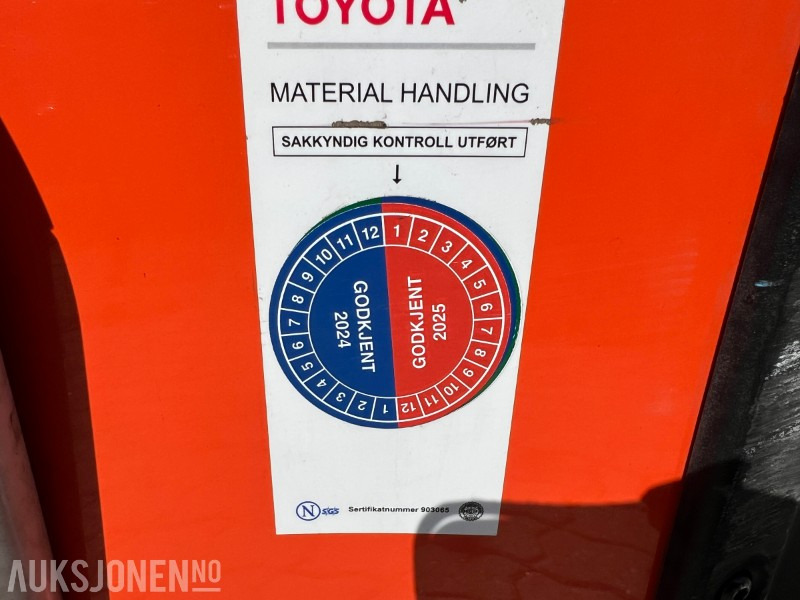 TOYOTA
MATERIAL HANDLING
SAKKYNDIG KONTROLL UTFØRT
1 2 3 4 5 6 7 8 9 10 11 12
GODKJENT
2025
1 2 3 4 5 6 7 8 9 10 11 12
GODKJENT
2024
N SGS Sertifikatnummer 903065
AUKSJONEN.NO